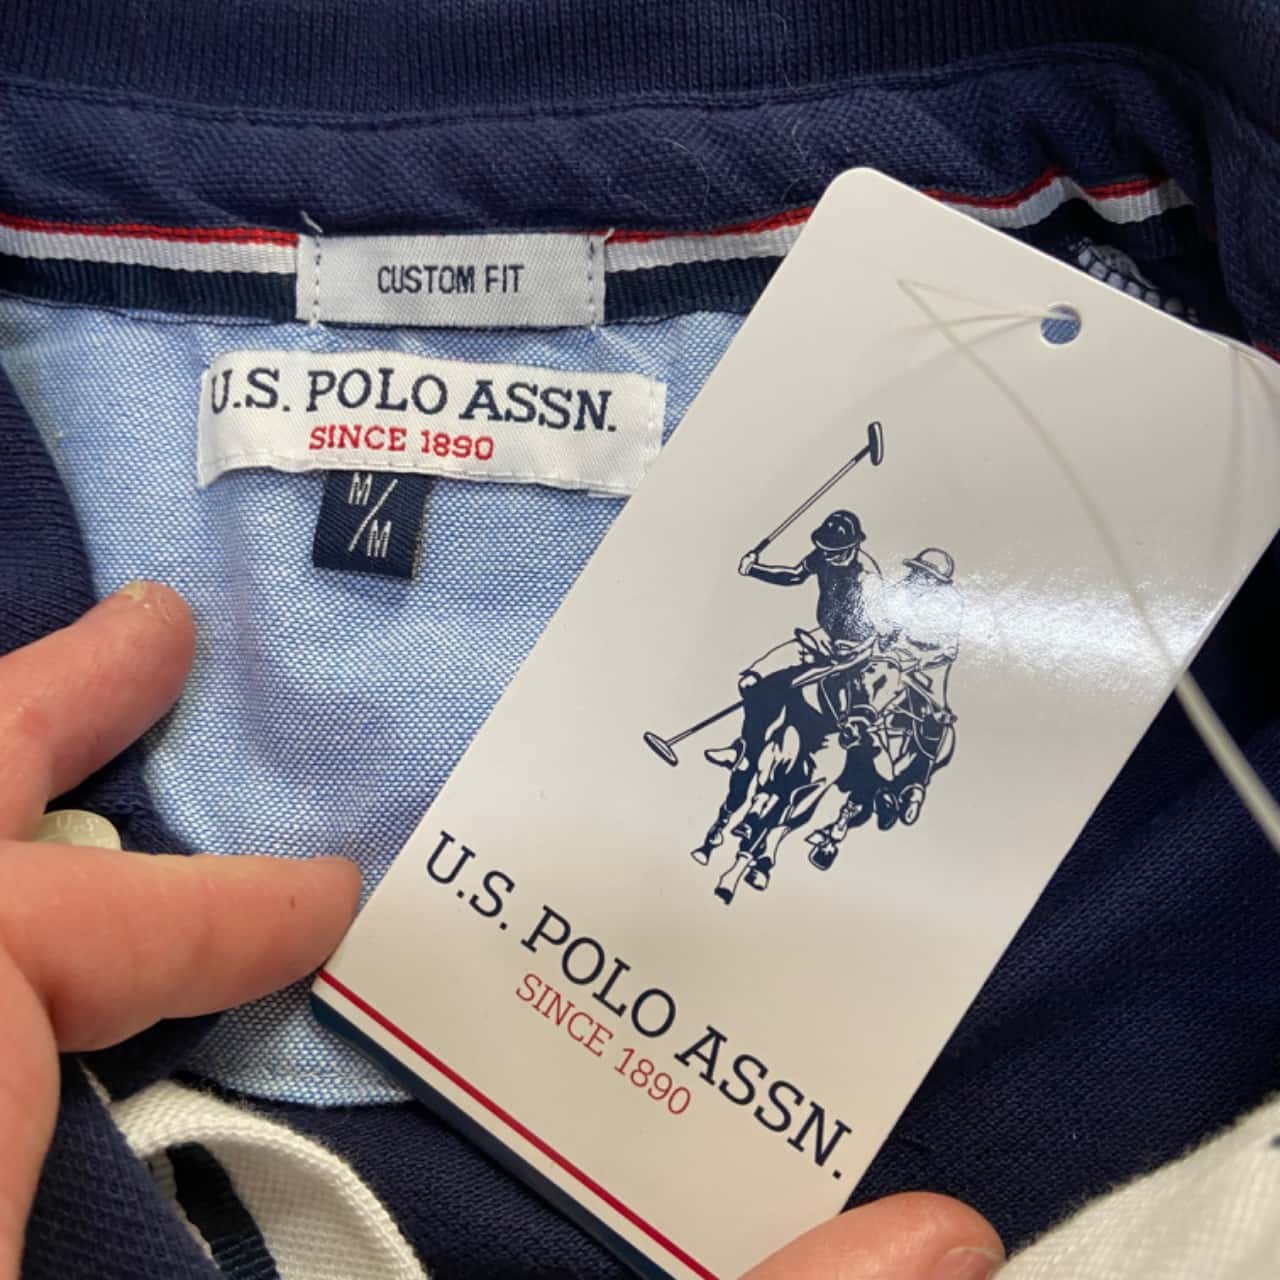 CUSTOM FIT
U.S. POLO ASSN.
SINCE 1890
M/M
U.S. POLO ASSN.
SINCE 1890
U.S.